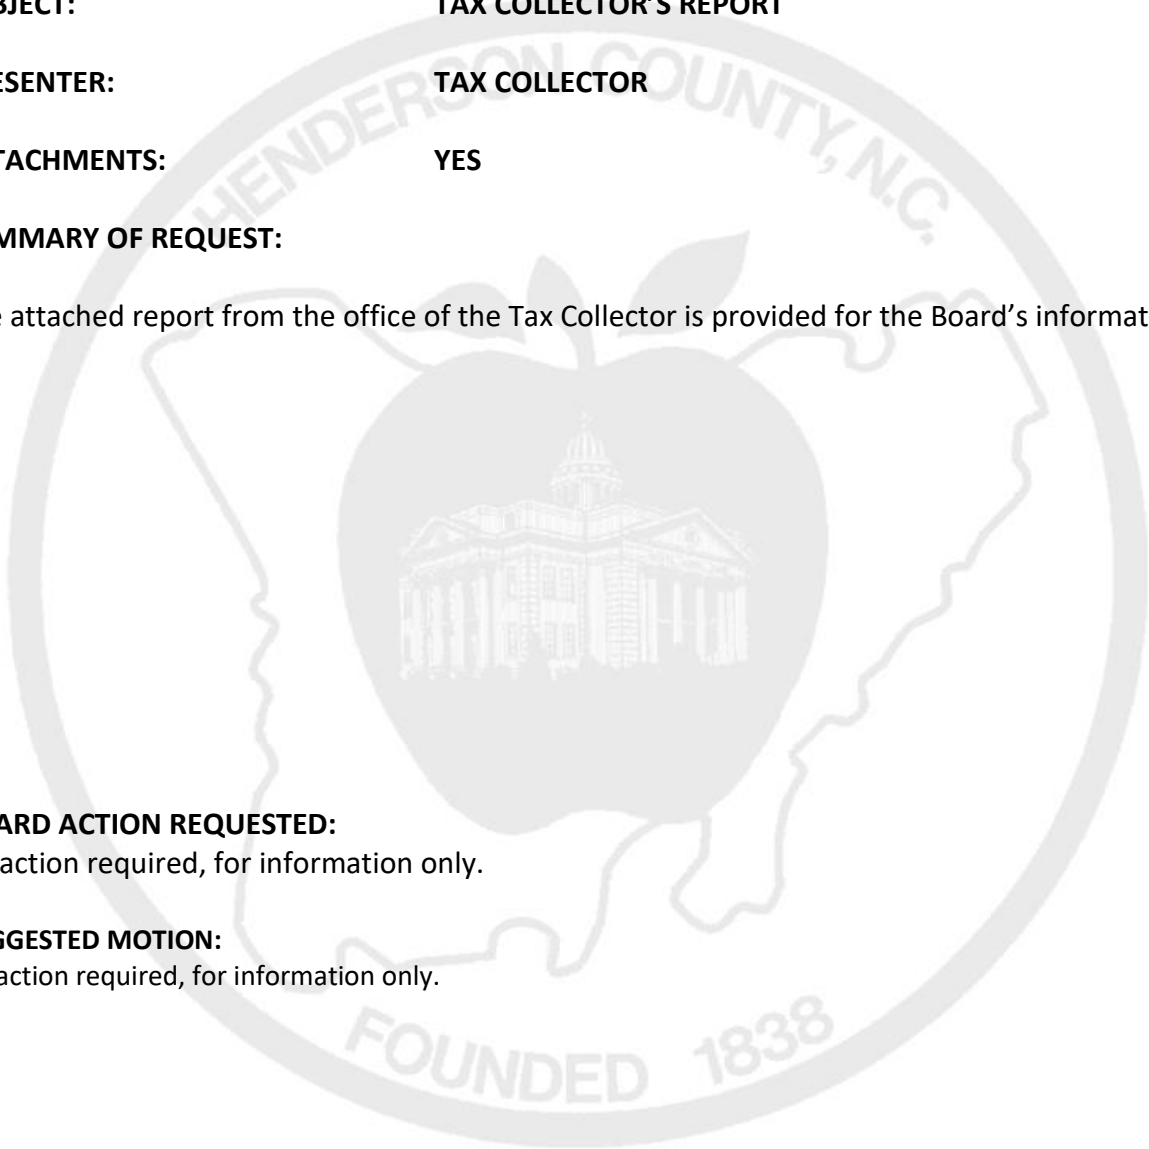 BJECT: TAX COLLECTOR’S REPORT
ESENTER: TAX COLLECTOR
TACHMENTS: YES
MMARY OF REQUEST:
e attached report from the office of the Tax Collector is provided for the Board’s informat
ARD ACTION REQUESTED:
action required, for information only.
GGESTED MOTION:
action required, for information only.
HENDERSON COUNTY, N.C.
FOUNDED 1838